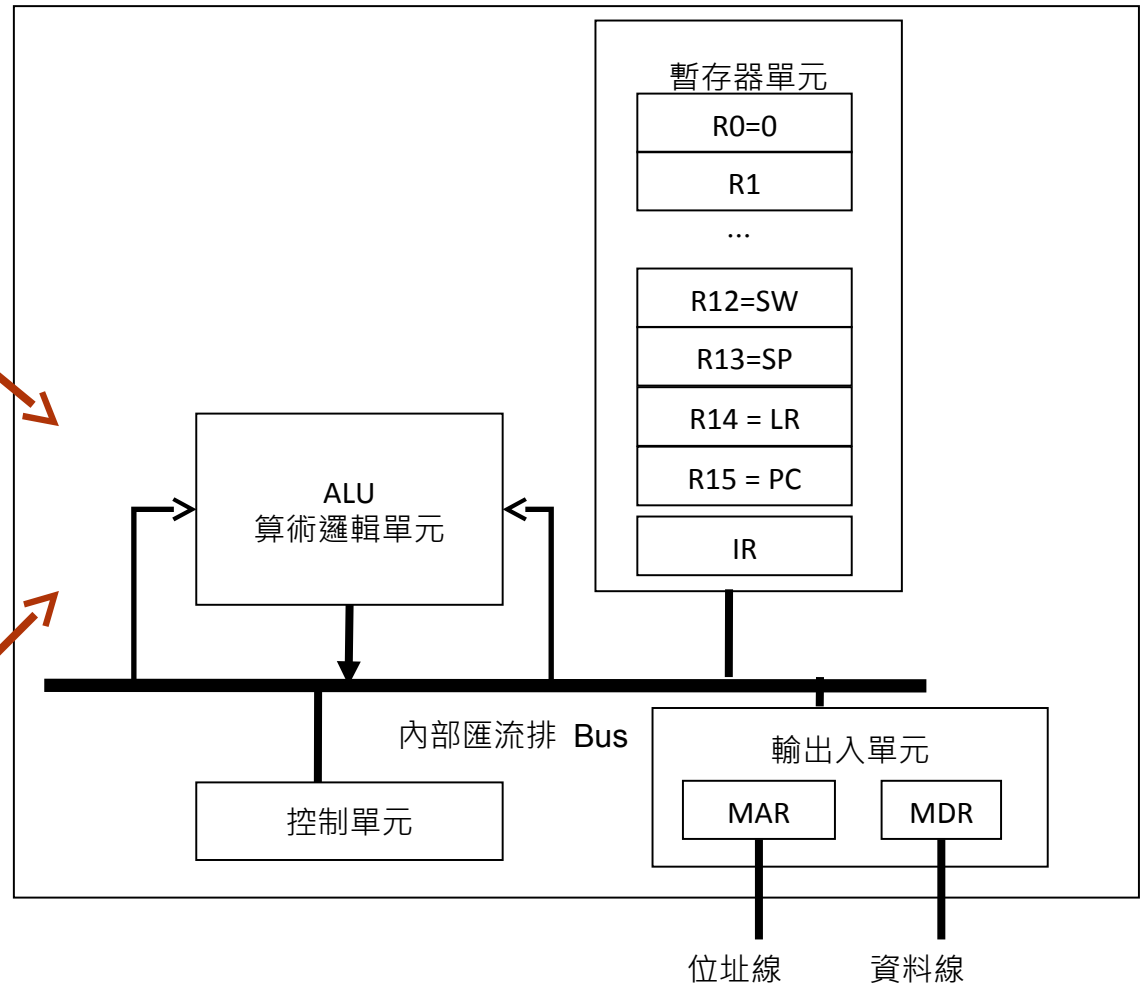 暫存器單元
R0=0
R1
...
R12=SW
R13=SP
R14 = LR
R15 = PC
IR
ALU
算術邏輯單元
內部匯流排 Bus
控制單元
輸出入單元
MAR
MDR
位址線
資料線